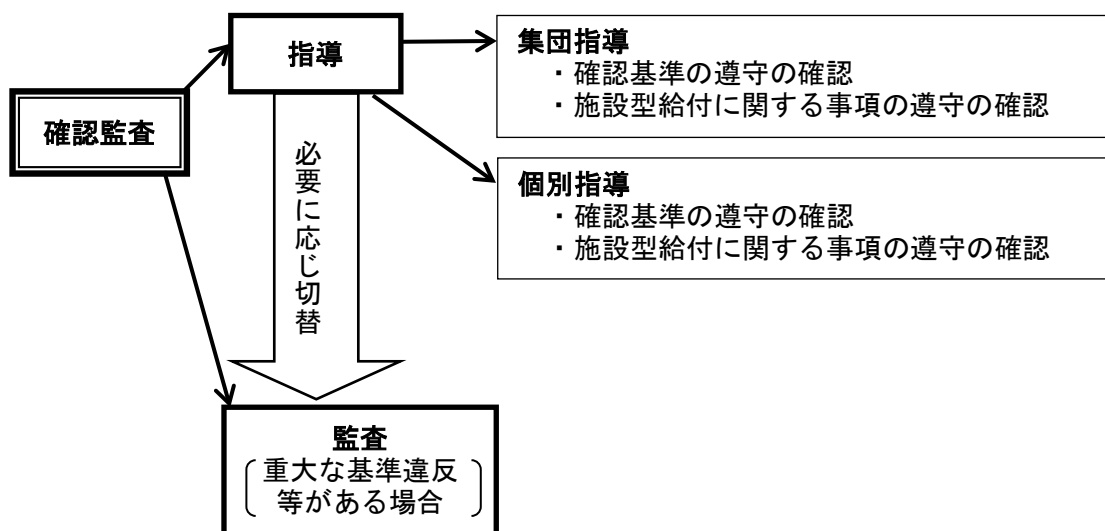 確認監査
指導
集団指導
・確認基準の遵守の確認
・施設型給付に関する事項の遵守の確認
個別指導
・確認基準の遵守の確認
・施設型給付に関する事項の遵守の確認
必要に応じ切替
監査
重大な基準違反
等がある場合